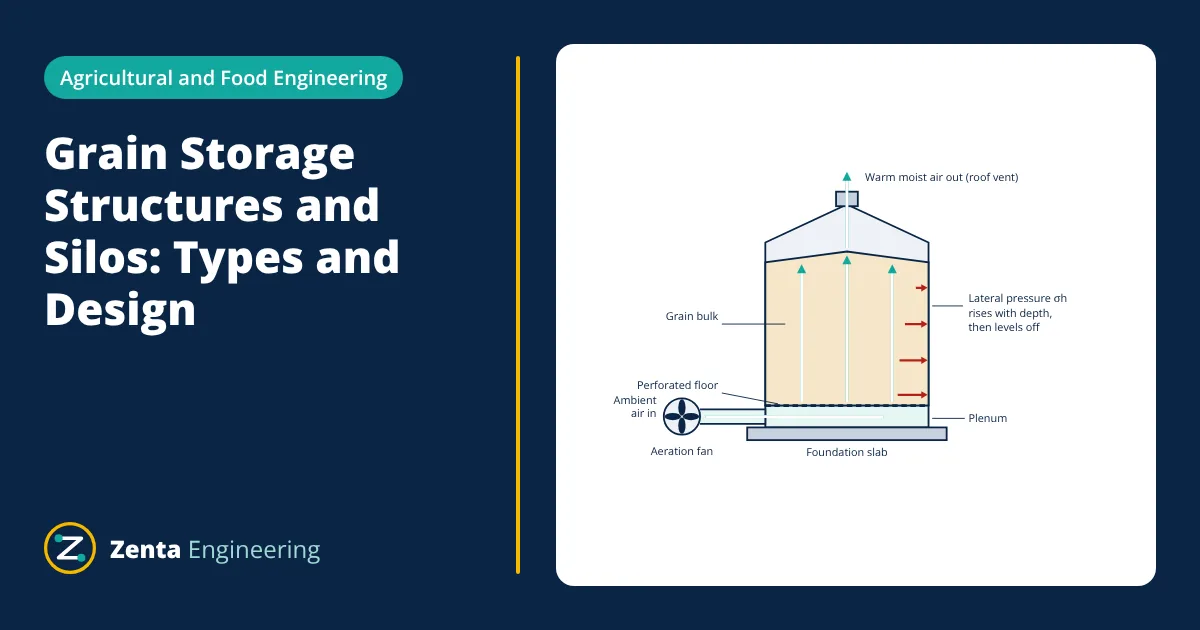 Agricultural and Food Engineering
Grain Storage
Structures and
Silos: Types and
Design
Zenta Engineering
Warm moist air out (roof vent)
Grain bulk
Lateral pressure σh
rises with depth,
then levels off
Perforated floor
Ambient
air in
Aeration fan
Plenum
Foundation slab